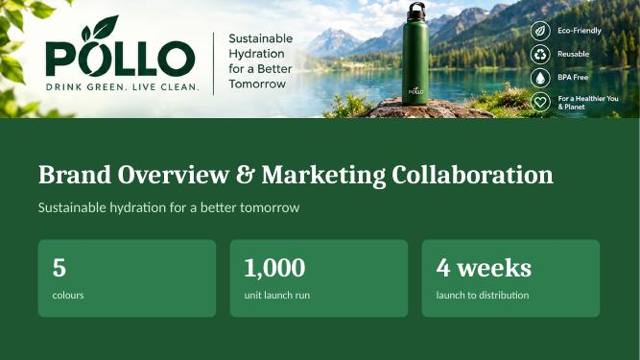 POLLO
DRINK GREEN. LIVE CLEAN.
Sustainable
Hydration
for a Better
Tomorrow
POLLO
Eco-Friendly
Reusable
BPA Free
For a Healthier You
& Planet
Brand Overview & Marketing Collaboration
Sustainable hydration for a better tomorrow
5
colours
1,000
unit launch run
4 weeks
launch to distribution